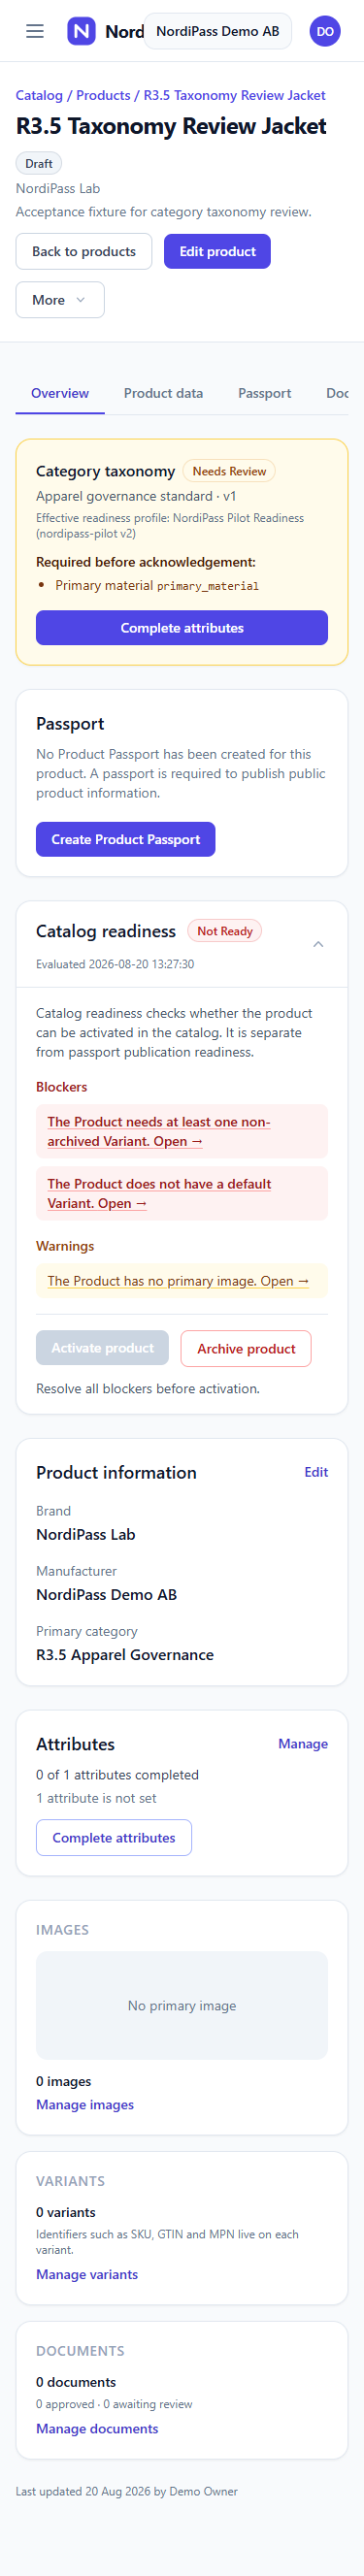 N Nord
NordiPass Demo AB
DO
Catalog / Products / R3.5 Taxonomy Review Jacket
R3.5 Taxonomy Review Jacket
Draft
NordiPass Lab
Acceptance fixture for category taxonomy review.
Back to products
Edit product
More
Overview Product data Passport Doc
Category taxonomy Needs Review
Apparel governance standard · v1
Effective readiness profile: NordiPass Pilot Readiness
(nordipass-pilot v2)
Required before acknowledgement:
• Primary material primary_material
Complete attributes
Passport
No Product Passport has been created for this
product. A passport is required to publish public
product information.
Create Product Passport
Catalog readiness Not Ready
Evaluated 2026-08-20 13:27:30
Catalog readiness checks whether the product
can be activated in the catalog. It is separate
from passport publication readiness.
Blockers
The Product needs at least one non-
archived Variant. Open →
The Product does not have a default
Variant. Open →
Warnings
The Product has no primary image. Open →
Activate product
Archive product
Resolve all blockers before activation.
Product information Edit
Brand
NordiPass Lab
Manufacturer
NordiPass Demo AB
Primary category
R3.5 Apparel Governance
Attributes Manage
0 of 1 attributes completed
1 attribute is not set
Complete attributes
IMAGES
No primary image
0 images
Manage images
VARIANTS
0 variants
Identifiers such as SKU, GTIN and MPN live on each
variant.
Manage variants
DOCUMENTS
0 documents
0 approved · 0 awaiting review
Manage documents
Last updated 20 Aug 2026 by Demo Owner